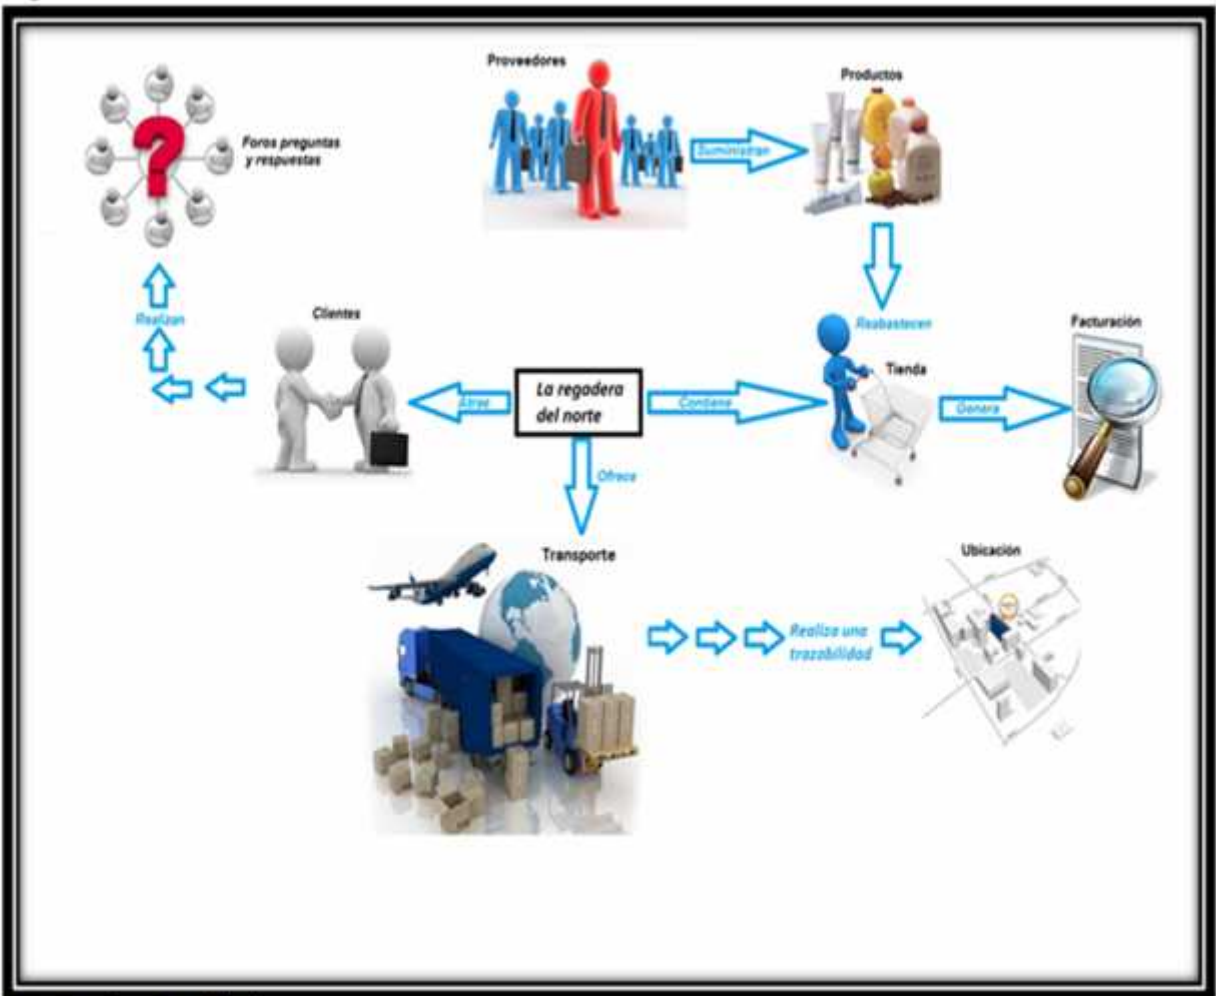 Proveedores
Productos
Suministran
Foros preguntas
y respuestas
Realizan
Clientes
Reabastecen
Facturación
Tienda
La regadera
del norte
Atrae
Contiene
Genera
Ofrece
Transporte
Ubicación
Realiza una
trazabilidad